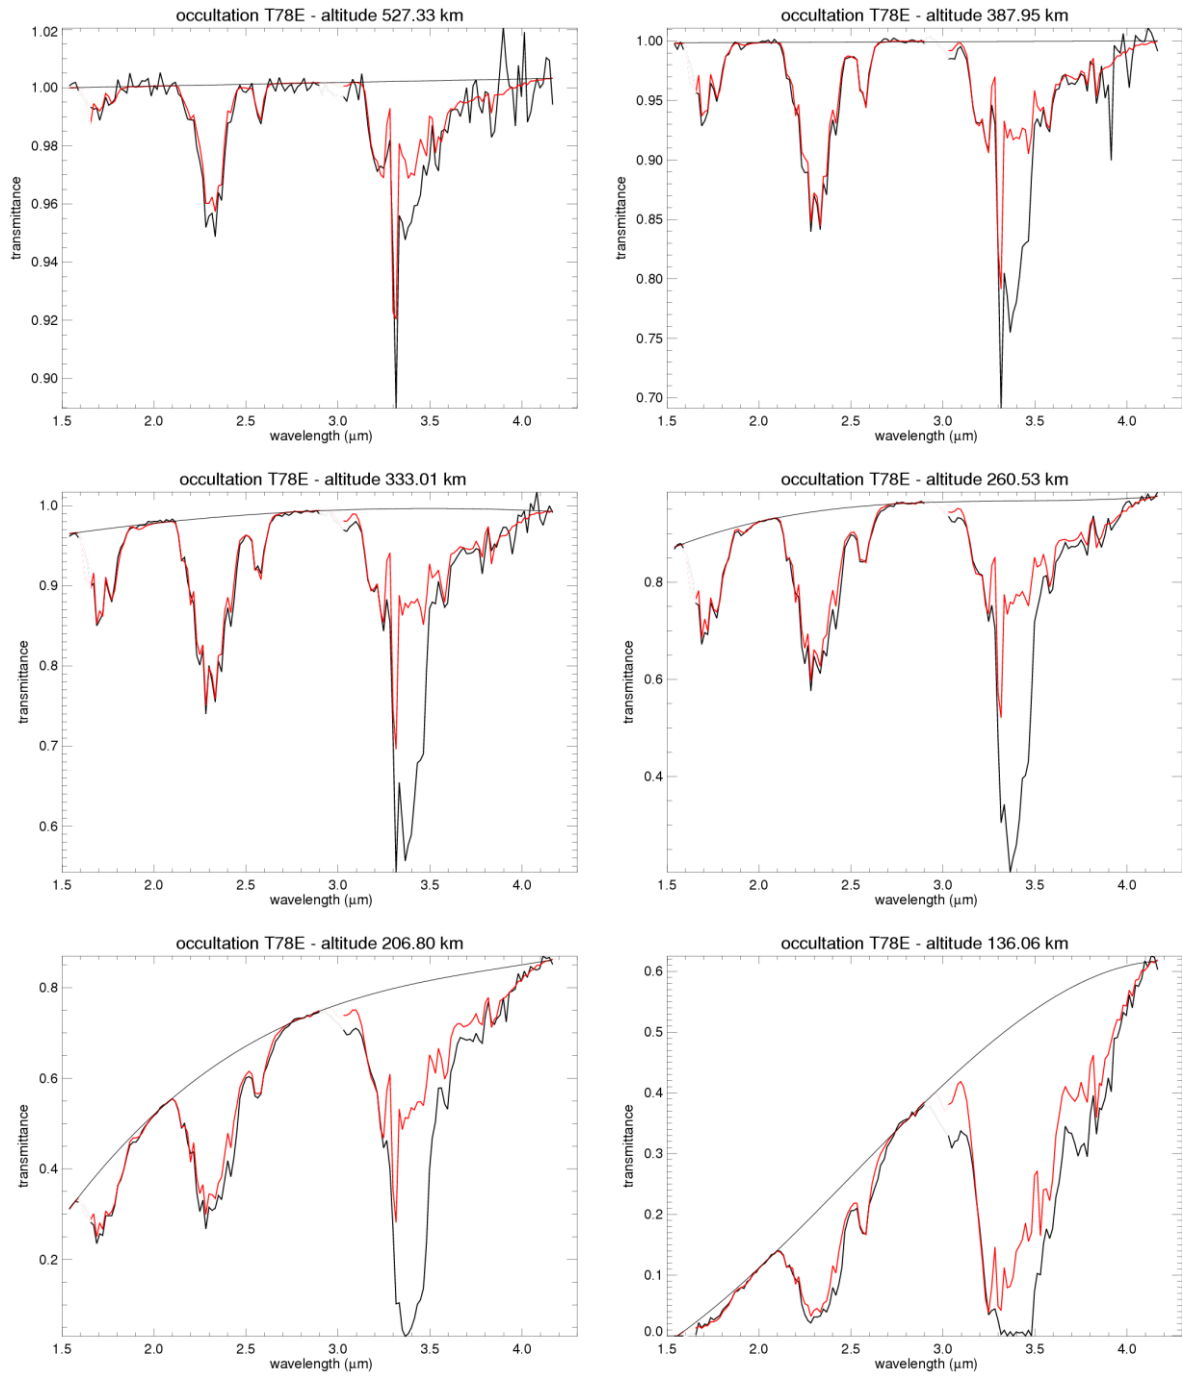 occultation T78E - altitude 527.33 km
1.02
1.00
0.98
0.96
0.94
0.92
0.90
transmittance
1.5 2.0 2.5 3.0 3.5 4.0
wavelength (μm)
occultation T78E - altitude 387.95 km
1.00
0.95
0.90
0.85
0.80
0.75
0.70
transmittance
1.5 2.0 2.5 3.0 3.5 4.0
wavelength (μm)
occultation T78E - altitude 333.01 km
1.0
0.9
0.8
0.7
0.6
transmittance
1.5 2.0 2.5 3.0 3.5 4.0
wavelength (μm)
occultation T78E - altitude 260.53 km
0.8
0.6
0.4
transmittance
1.5 2.0 2.5 3.0 3.5 4.0
wavelength (μm)
occultation T78E - altitude 206.80 km
0.8
0.6
0.4
0.2
transmittance
1.5 2.0 2.5 3.0 3.5 4.0
wavelength (μm)
occultation T78E - altitude 136.06 km
0.6
0.5
0.4
0.3
0.2
0.1
0.0
transmittance
1.5 2.0 2.5 3.0 3.5 4.0
wavelength (μm)